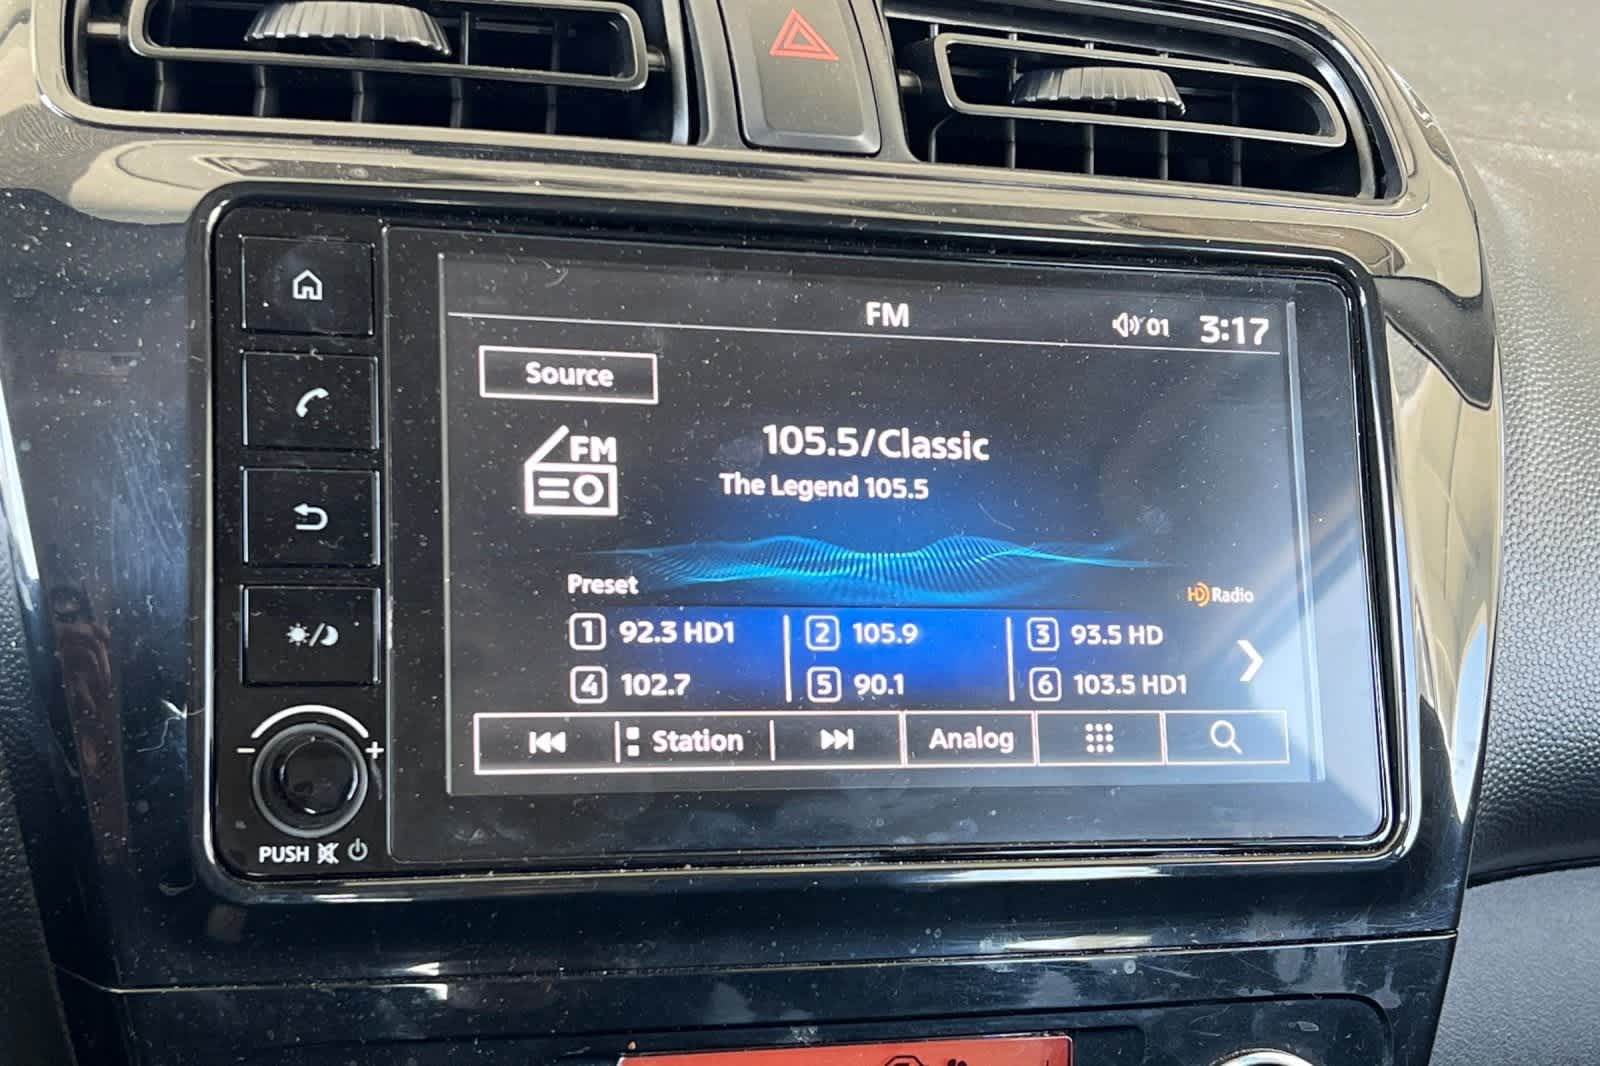 FM
01 3:17
Source
FM
105.5/Classic
The Legend 105.5
Preset
HD Radio
1 92.3 HD1 2 105.9 3 93.5 HD
4 102.7 5 90.1 6 103.5 HD1
Station Analog
- +
PUSH